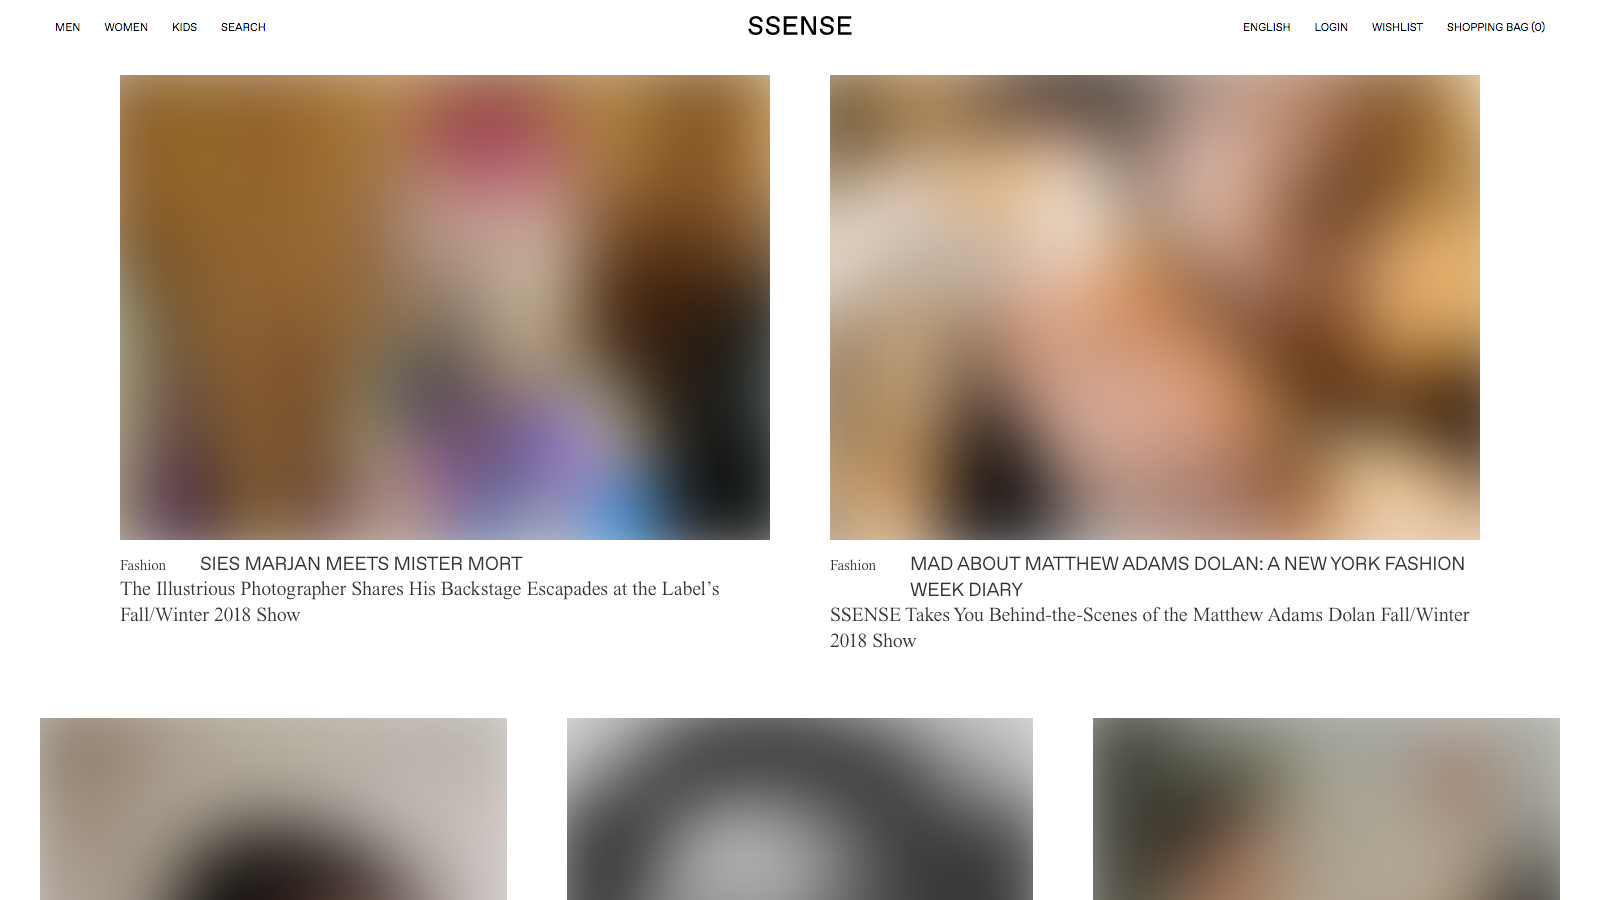 MEN WOMEN KIDS SEARCH SSENSE ENGLISH LOGIN WISHLIST SHOPPING BAG (0)
Fashion SIES MARJAN MEETS MISTER MORT
The Illustrious Photographer Shares His Backstage Escapades at the Label’s
Fall/Winter 2018 Show
Fashion MAD ABOUT MATTHEW ADAMS DOLAN: A NEW YORK FASHION
WEEK DIARY
SSENSE Takes You Behind-the-Scenes of the Matthew Adams Dolan Fall/Winter
2018 Show